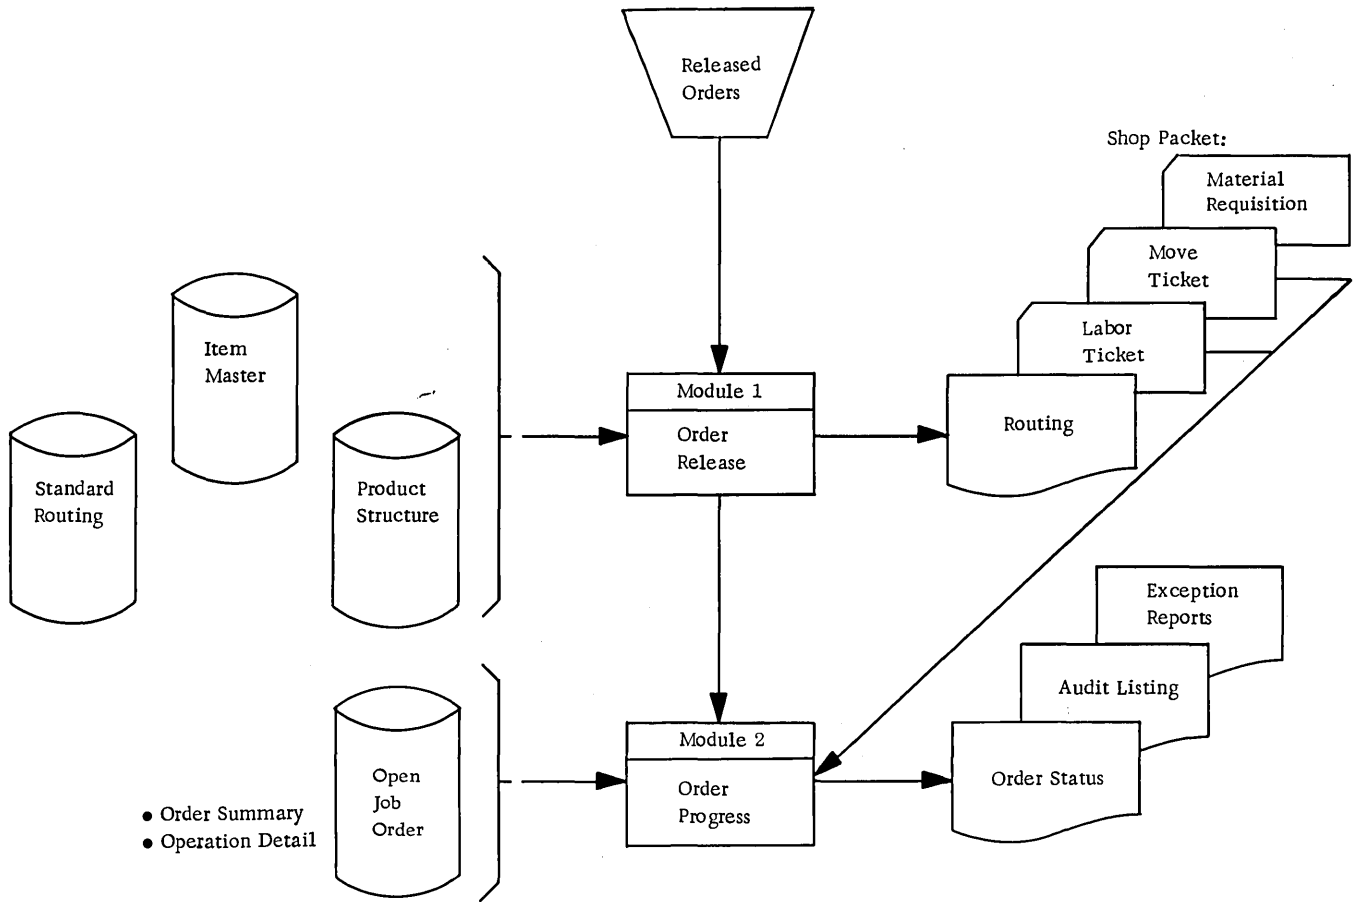 Released
Orders
Shop Packet:
Material
Requisition
Move
Ticket
Labor
Ticket
Routing
Item
Master
Standard
Routing
Product
Structure
Module 1
Order
Release
Exception
Reports
Audit Listing
Order Status
Module 2
Order
Progress
Open
Job
Order
● Order Summary
● Operation Detail